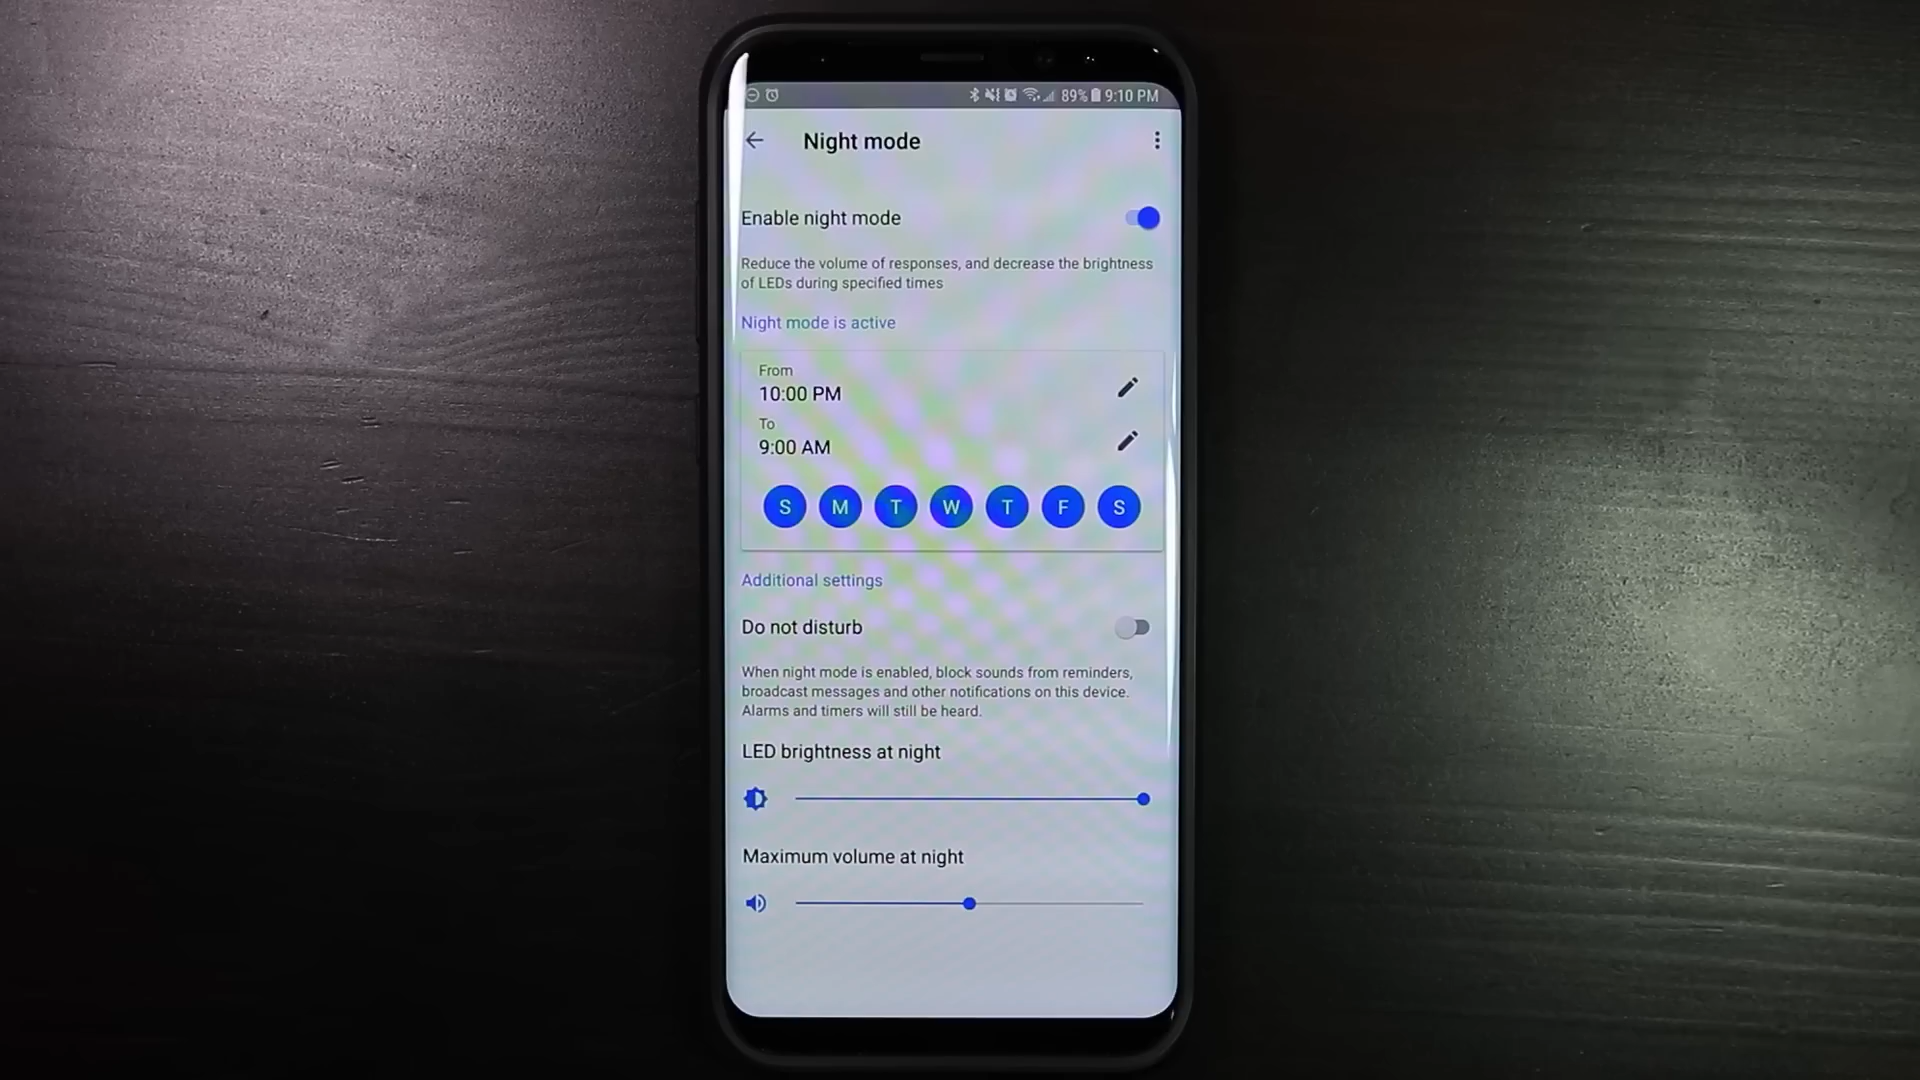 89% 9:10 PM
Night mode
Enable night mode
Reduce the volume of responses, and decrease the brightness
of LEDs during specified times
Night mode is active
From
10:00 PM
To
9:00 AM
S M T W T F S
Additional settings
Do not disturb
When night mode is enabled, block sounds from reminders,
broadcast messages and other notifications on this device.
Alarms and timers will still be heard.
LED brightness at night
Maximum volume at night